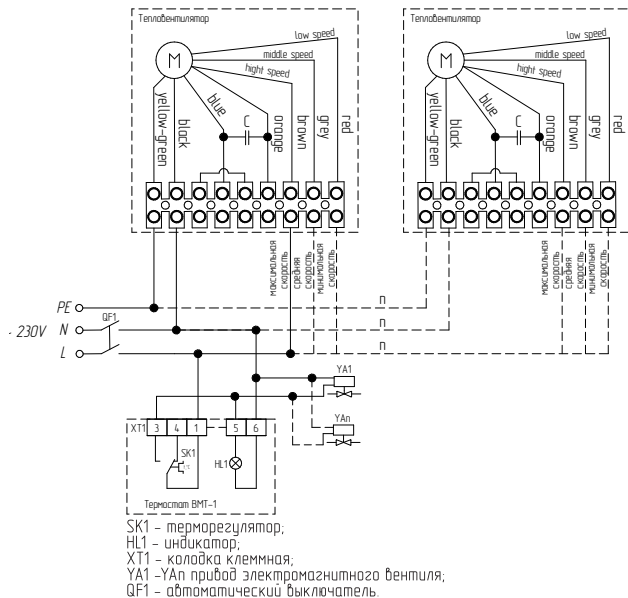 Тепловентилятор
Тепловентилятор
low speed
middle speed
hight speed
M
yellow-green
black
blue
C
orange
brown
grey
red
low speed
middle speed
hight speed
M
yellow-green
black
blue
C
orange
brown
grey
red
максимальная скорость
средняя скорость
минимальная скорость
максимальная скорость
средняя скорость
минимальная скорость
PE
n
~ 230V
N
QF1
n
L
n
YA1
YAn
XT1
3
4
1
5
6
SK1
t°C
HL1
Термостат ВМТ-1
SK1 – терморегулятор;
HL1 – индикатор;
XT1 – колодка клеммная;
YA1 -YAn привод электромагнитного вентиля;
QF1 – автоматический выключатель.